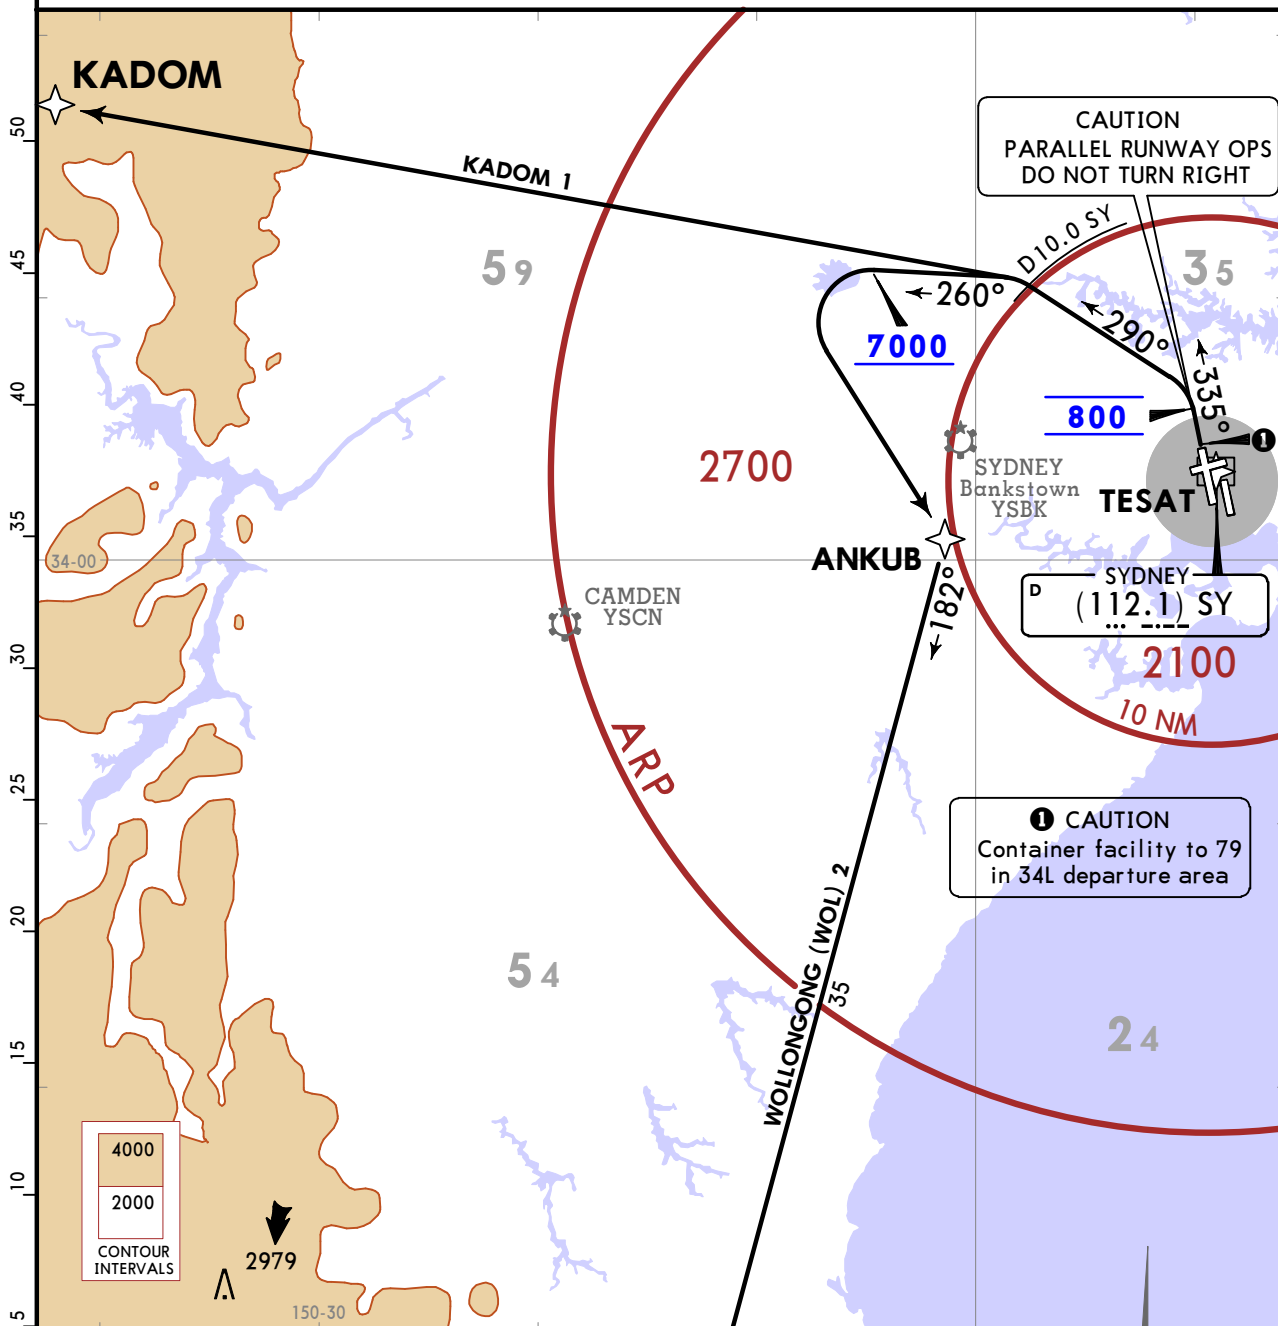 KADOM
KADOM 1
CAUTION
PARALLEL RUNWAY OPS
DO NOT TURN RIGHT
D10.0 SY
59
35
260°
290°
335°
7000
800
1
2700
SYDNEY
Bankstown
YSBK
TESAT
ANKUB
34-00
SYDNEY
D (112.1) SY
182°
CAMDEN
YSCN
2100
10 NM
ARP
1 CAUTION
Container facility to 79
in 34L departure area
WOLLONGONG (WOL) 2
35
54
24
4000
2000
CONTOUR
INTERVALS
2979
150-30
50
45
40
35
30
25
20
15
10
5